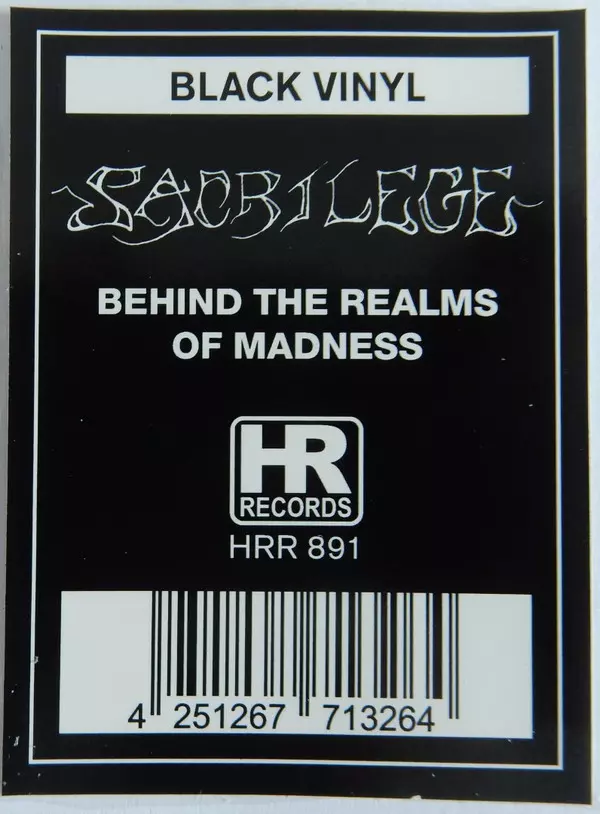 BLACK VINYL
SACRILEGE
BEHIND THE REALMS
OF MADNESS
HR
RECORDS
HRR 891
4 251267 713264